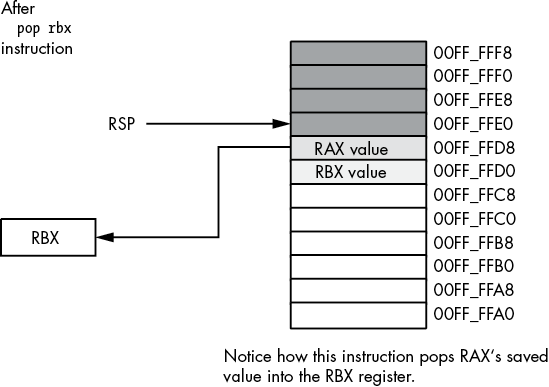 After
pop rbx
instruction
00FF_FFF8
00FF_FFF0
00FF_FFE8
RSP
00FF_FFE0
RAX value
00FF_FFD8
RBX value
00FF_FFD0
00FF_FFC8
00FF_FFC0
RBX
00FF_FFB8
00FF_FFB0
00FF_FFA8
00FF_FFA0
Notice how this instruction pops RAX‘s saved
value into the RBX register.